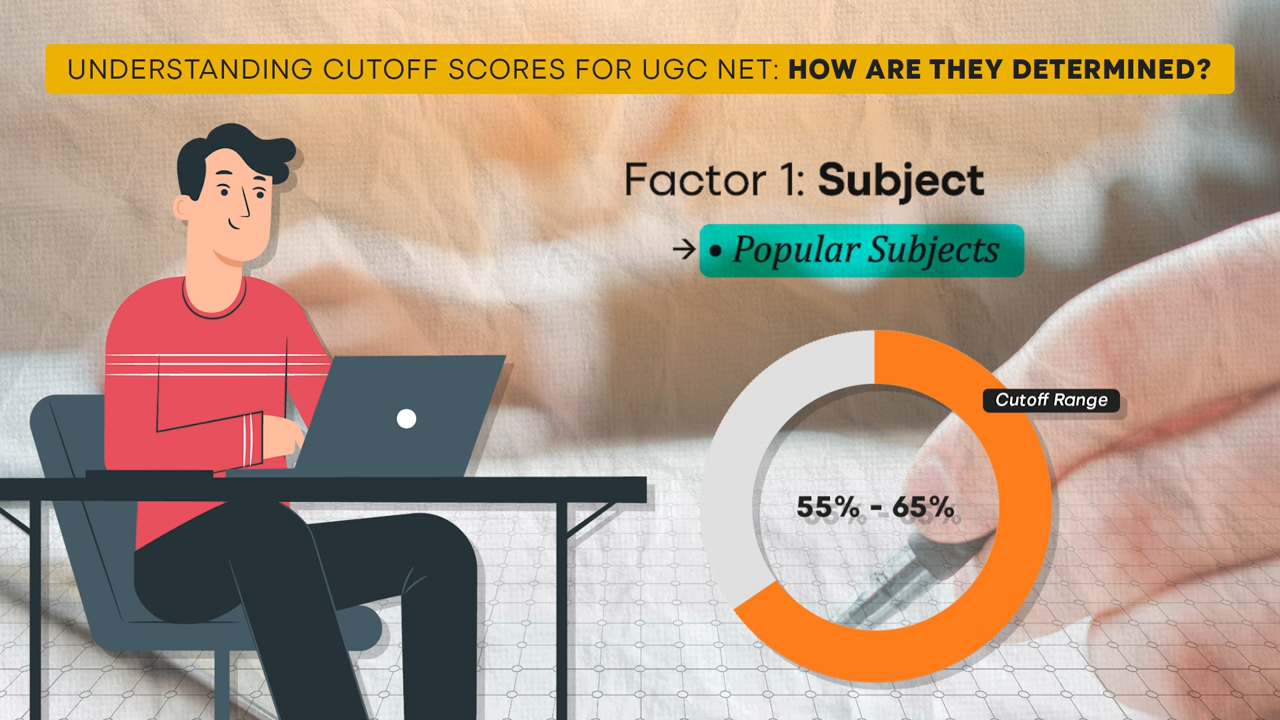 UNDERSTANDING CUTOFF SCORES FOR UGC NET: HOW ARE THEY DETERMINED?
Factor 1: Subject
→ • Popular Subjects
Cutoff Range
55% - 65%